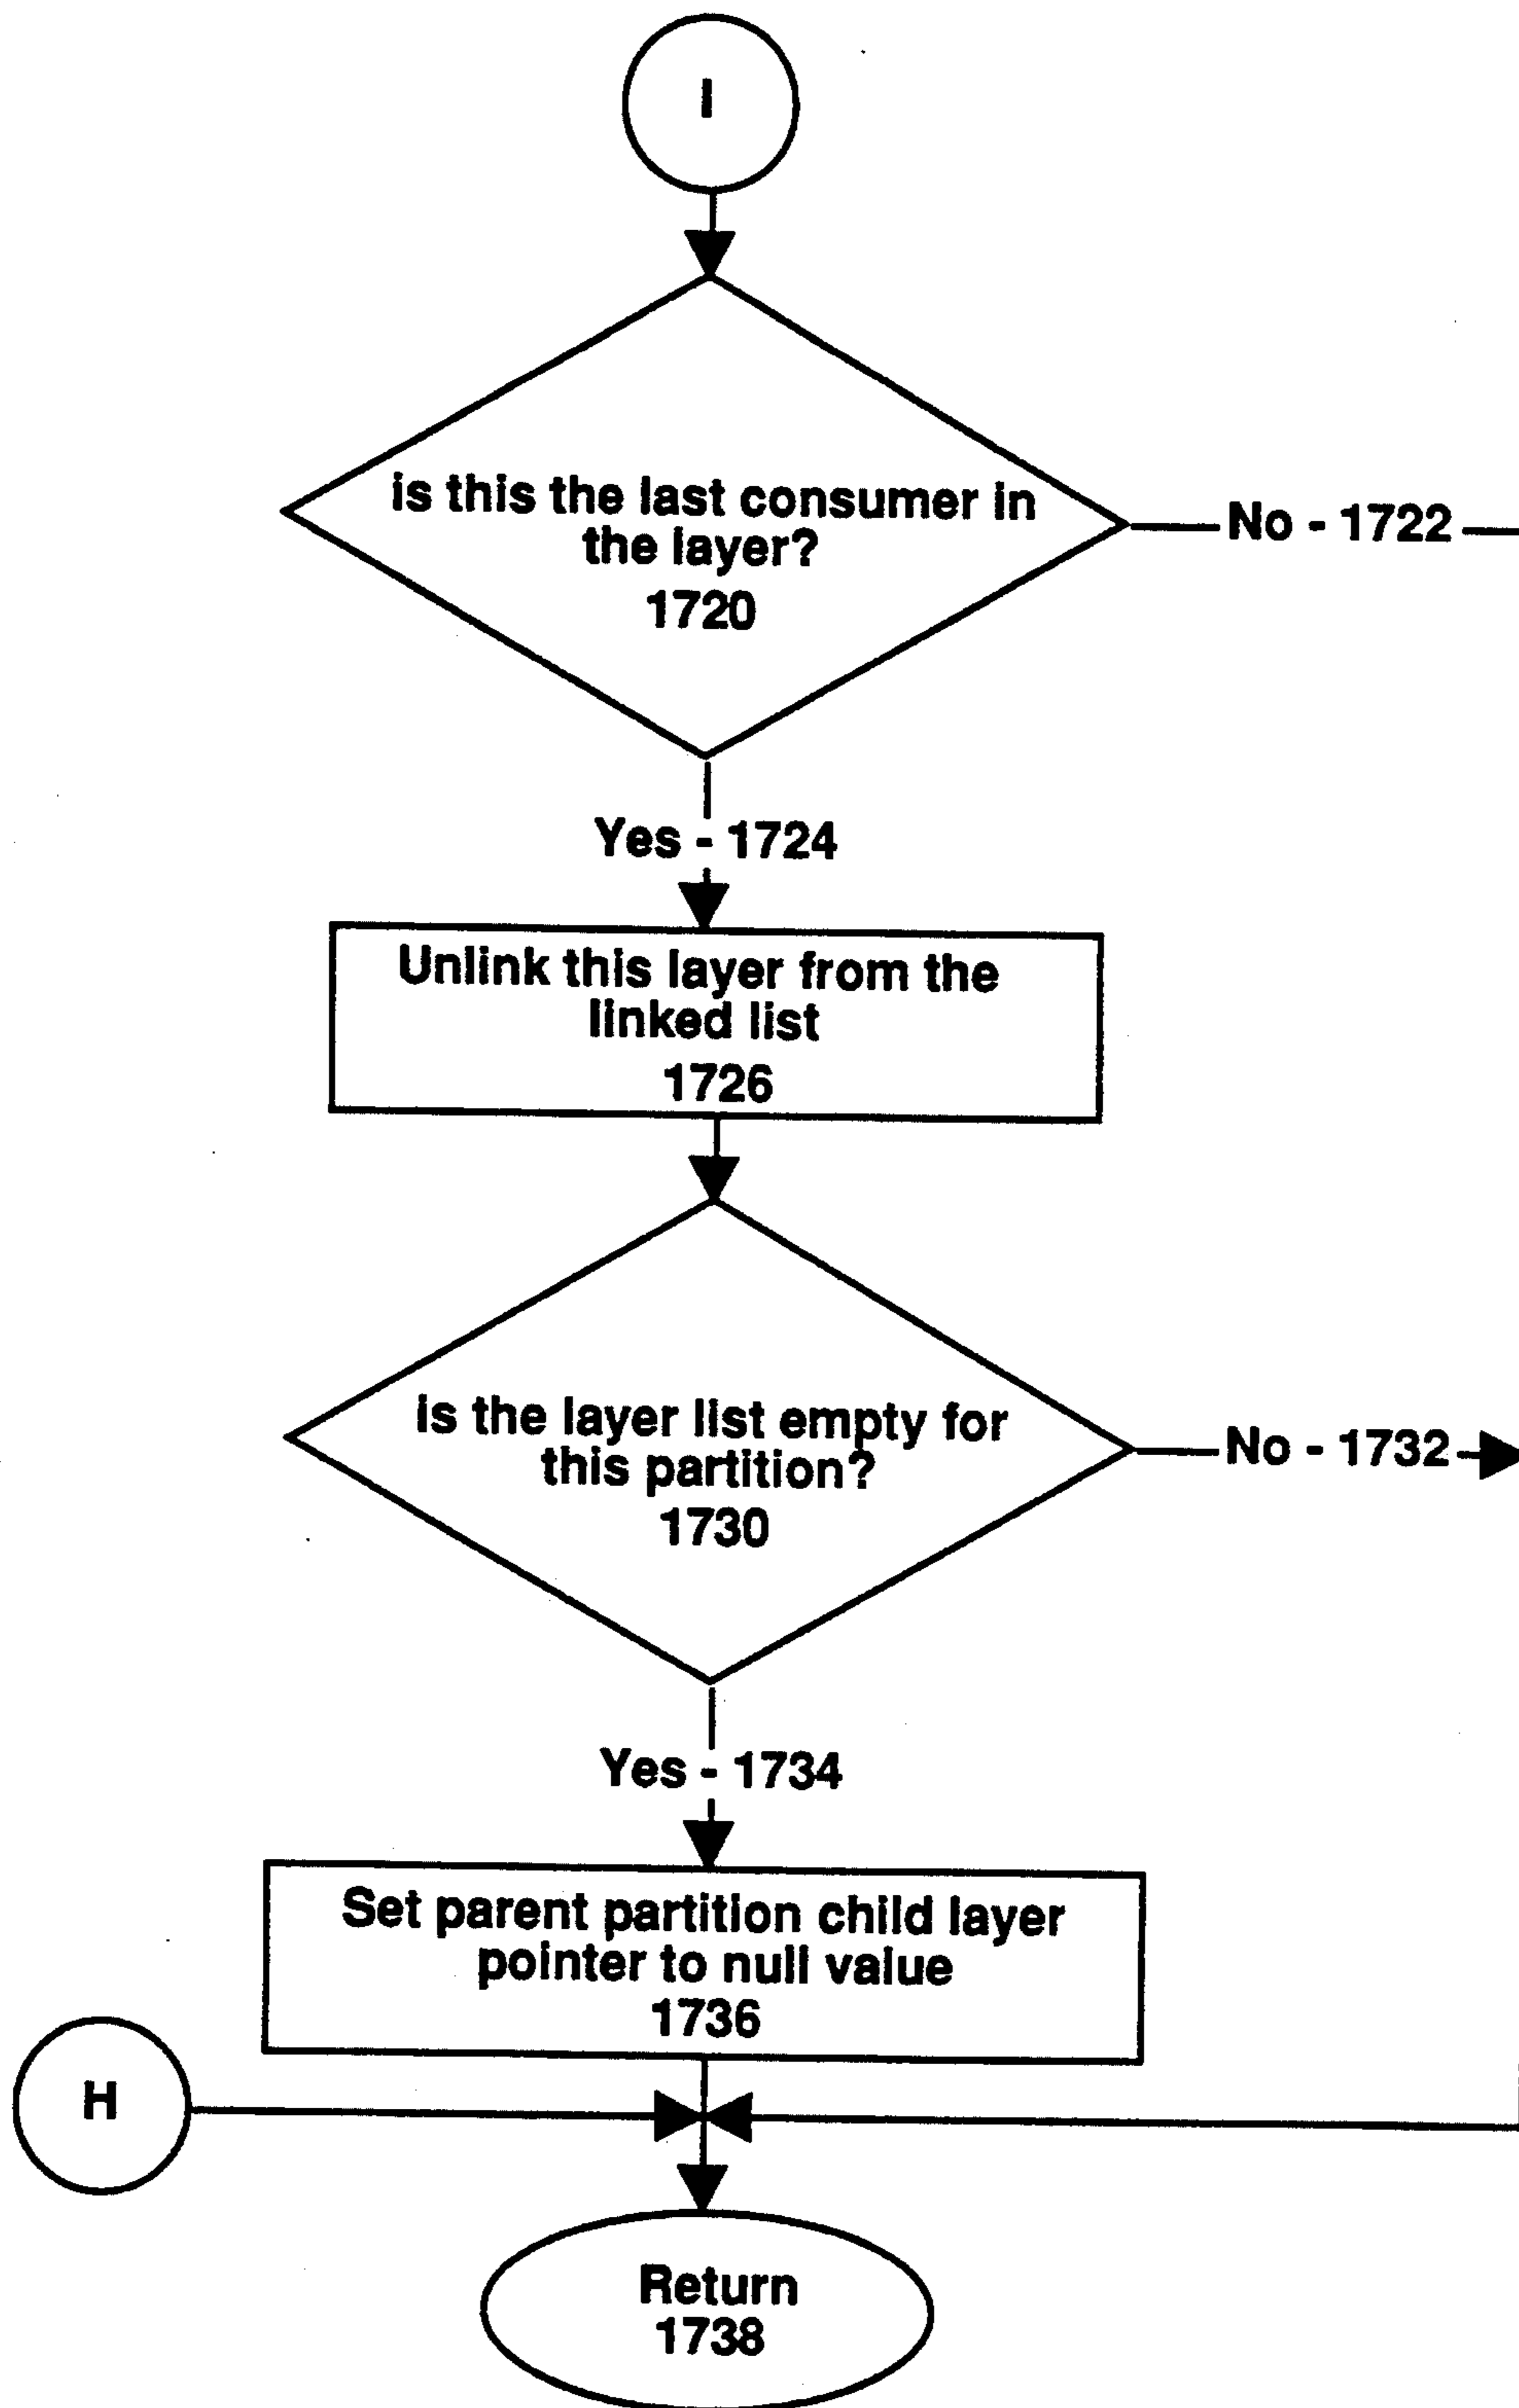 I
is this the last consumer in
the layer?
1720
No - 1722
Yes - 1724
Unlink this layer from the
linked list
1726
is the layer list empty for
this partition?
1730
No - 1732
Yes - 1734
Set parent partition child layer
pointer to null value
1736
H
Return
1738